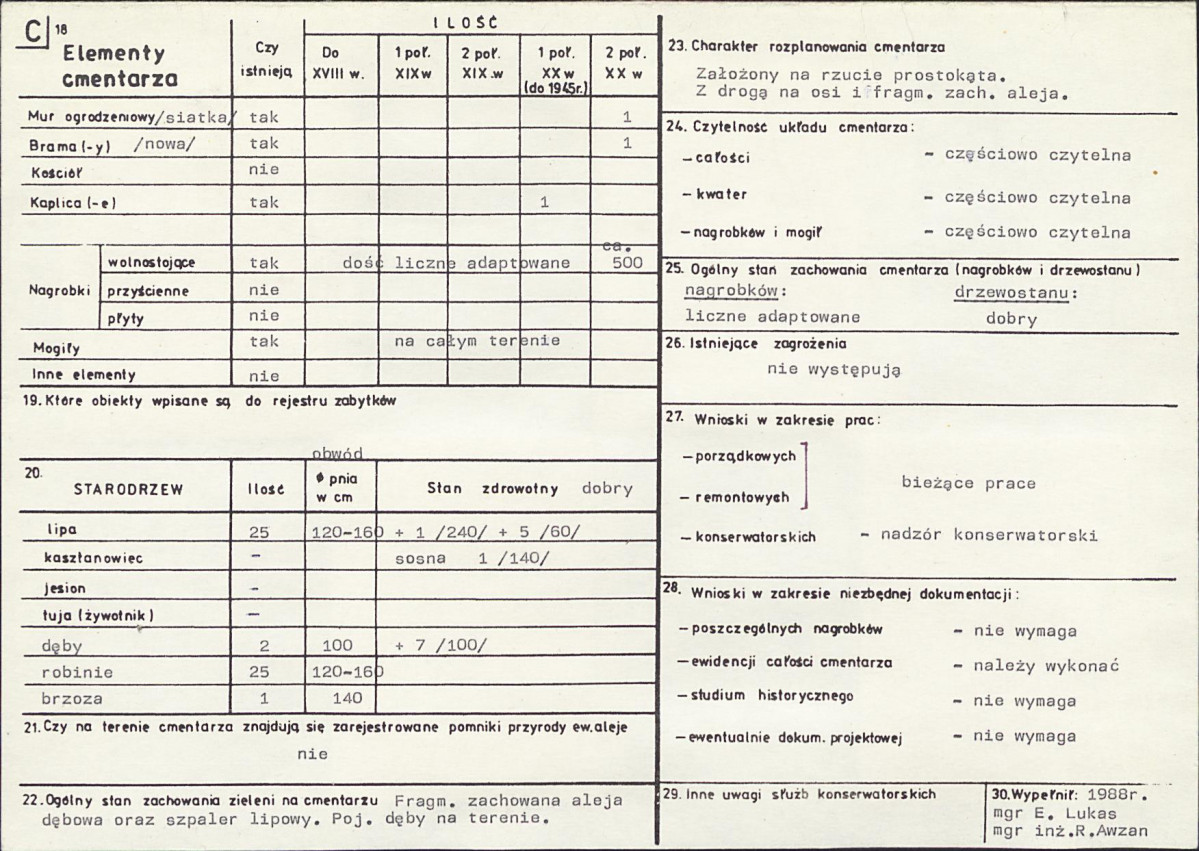 C 18
Elementy cmentarza
Czy istnieją
ILOŚĆ
Do XVIII w.
1 poł. XIX w
2 poł. XIX.w
1 poł. XX w (do 1945r.)
2 poł. XX w
Mur ogrodzeniowy /siatka/ tak 1
Brama (-y) /nowa/ tak 1
Kościół nie
Kaplica (-e) tak 1
Nagrobki
wolnostojące tak dość liczne adaptowane ca. 500
przyścienne nie
płyty nie
Mogiły tak na całym terenie
Inne elementy nie
19. Które obiekty wpisane są do rejestru zabytków
20. STARODRZEW Ilość obwód ø pnia w cm Stan zdrowotny dobry
lipa 25 120-160 + 1 /240/ + 5 /60/
kasztanowiec - sosna 1 /140/
jesion -
tuja (żywotnik) -
dęby 2 100 + 7 /100/
robinie 25 120-160
brzoza 1 140
21. Czy na terenie cmentarza znajdują się zarejestrowane pomniki przyrody ew. aleje
nie
22. Ogólny stan zachowania zieleni na cmentarzu Fragm. zachowana aleja
dębowa oraz szpaler lipowy. Poj. dęby na terenie.
23. Charakter rozplanowania cmentarza
Założony na rzucie prostokąta.
Z drogą na osi i fragm. zach. aleja.
24. Czytelność układu cmentarza:
- całości - częściowo czytelna
- kwater - częściowo czytelna
- nagrobków i mogił - częściowo czytelna
25. Ogólny stan zachowania cmentarza (nagrobków i drzewostanu)
nagrobków: drzewostanu:
liczne adaptowane dobry
26. Istniejące zagrożenia
nie występują
27. Wnioski w zakresie prac:
- porządkowych
- remontowych
bieżące prace
- konserwatorskich - nadzór konserwatorski
28. Wnioski w zakresie niezbędnej dokumentacji:
- poszczególnych nagrobków - nie wymaga
- ewidencji całości cmentarza - należy wykonać
- studium historycznego - nie wymaga
- ewentualnie dokum. projektowej - nie wymaga
29. Inne uwagi służb konserwatorskich
30. Wypełnił: 1988r.
mgr E. Lukas
mgr inż.R.Awzan